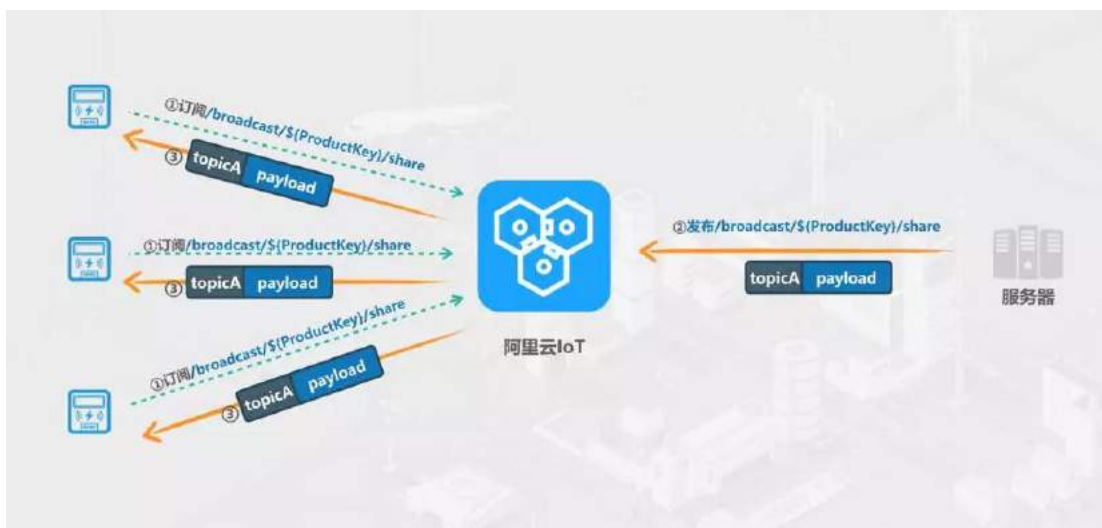 ①订阅/broadcast/${ProductKey}/share
③ topicA payload
①订阅/broadcast/${ProductKey}/share
③ topicA payload
①订阅/broadcast/${ProductKey}/share
③ topicA payload
阿里云IoT
②发布/broadcast/${ProductKey}/share
topicA payload
服务器